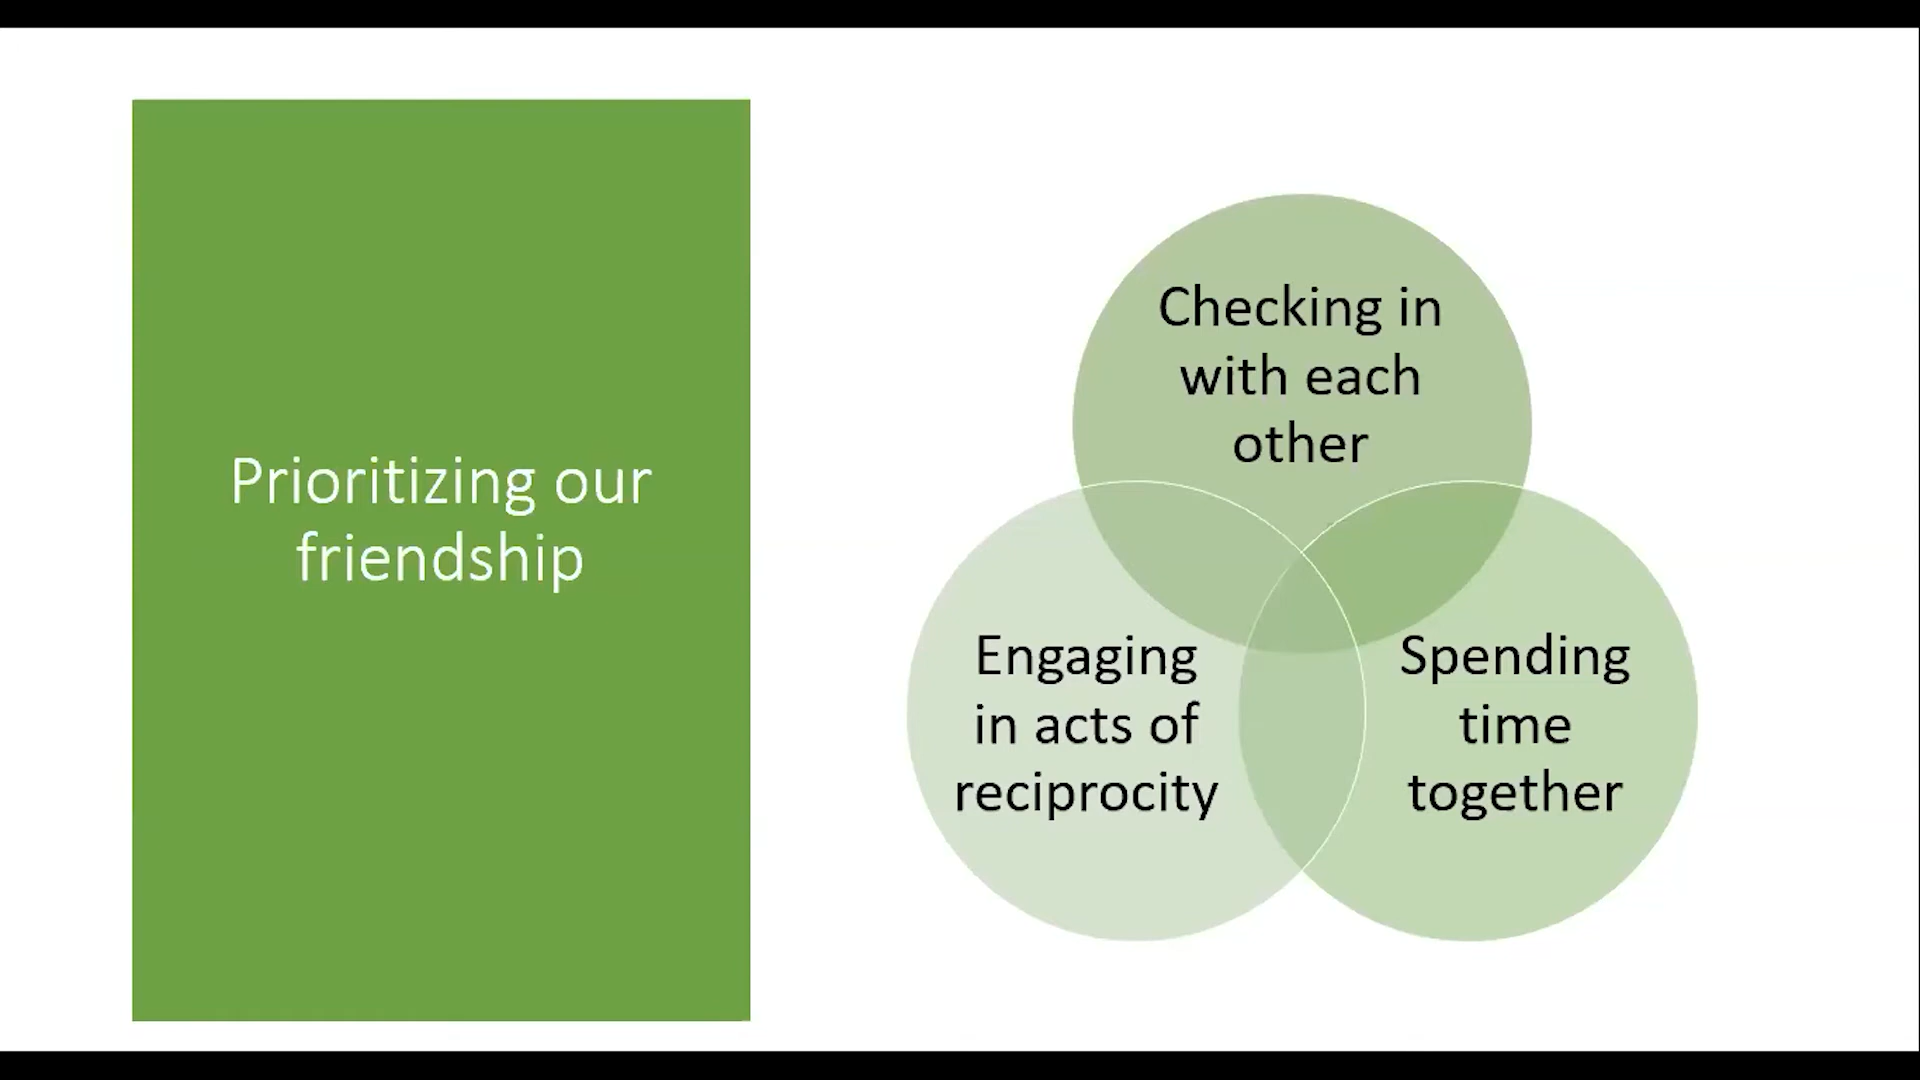 Prioritizing our
friendship
Checking in
with each
other
Engaging
in acts of
reciprocity
Spending
time
together